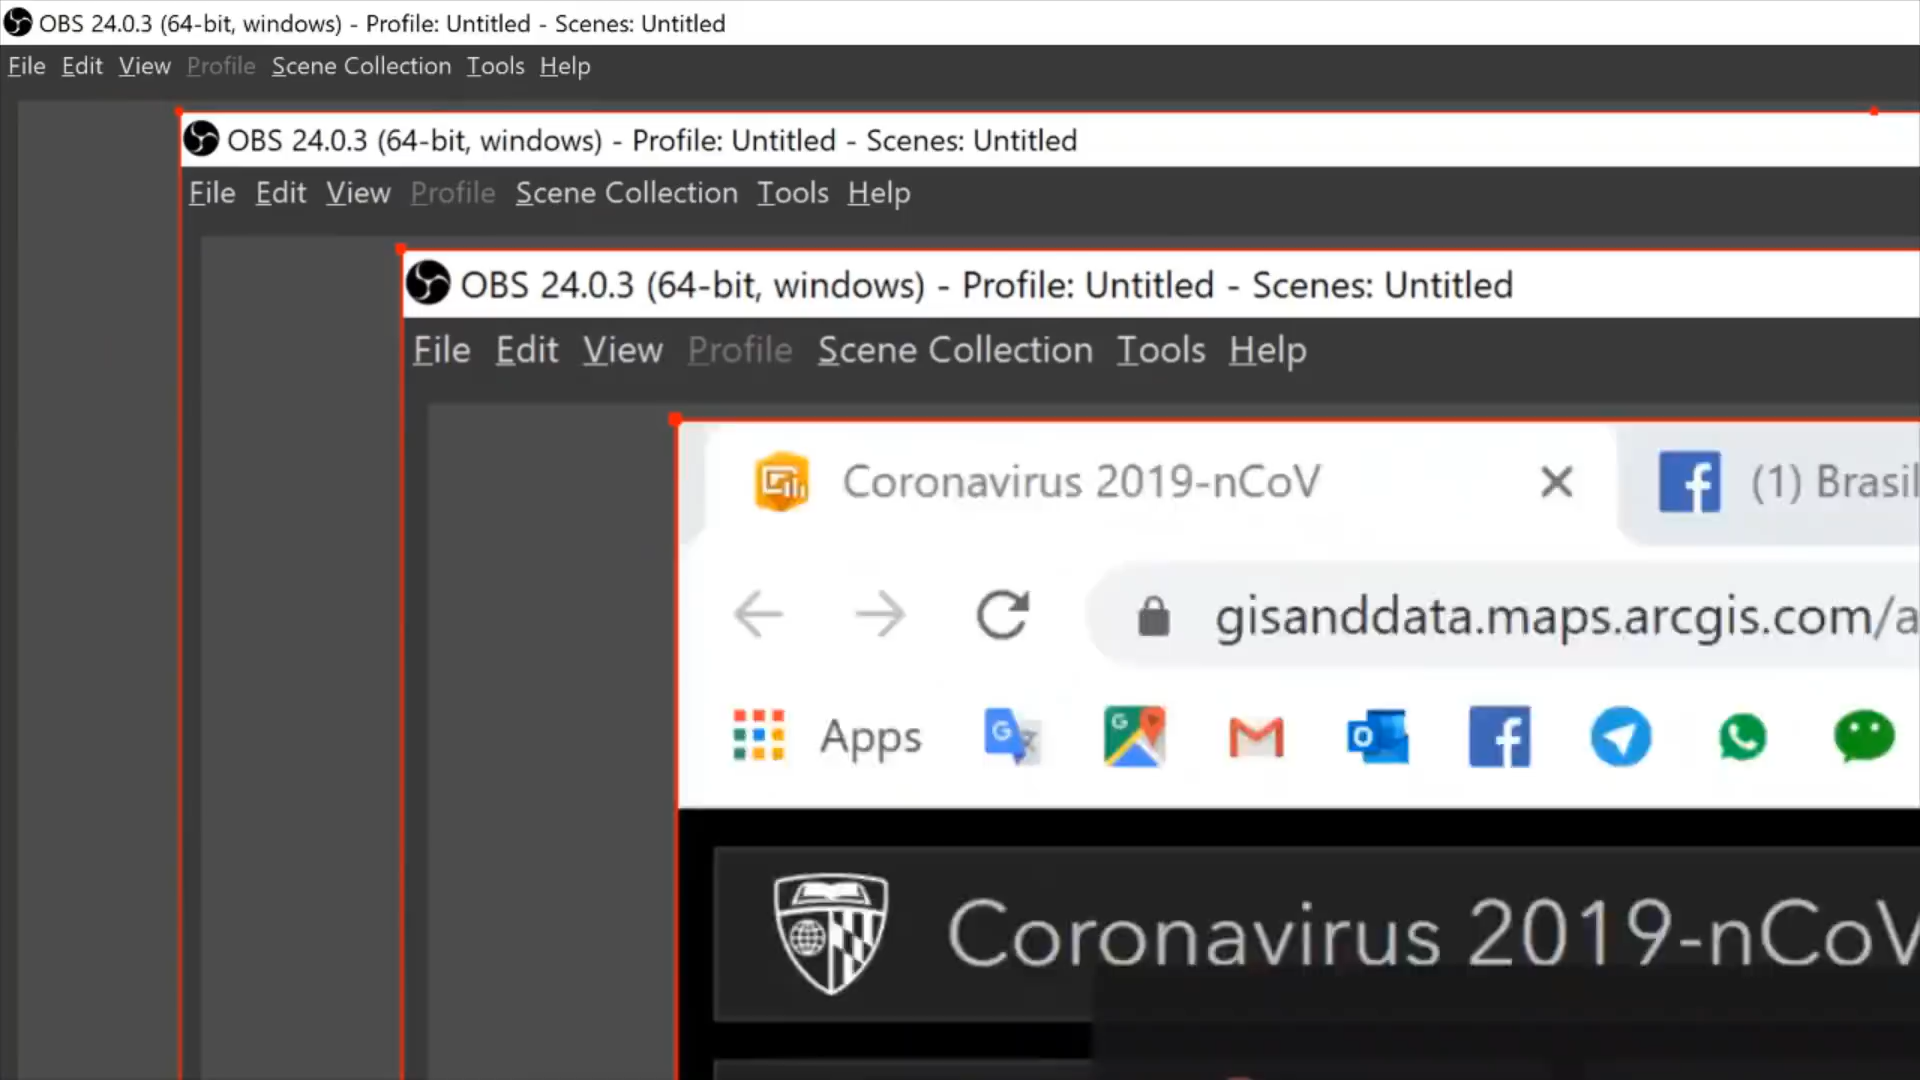 OBS 24.0.3 (64-bit, windows) - Profile: Untitled - Scenes: Untitled
File Edit View Profile Scene Collection Tools Help
OBS 24.0.3 (64-bit, windows) - Profile: Untitled - Scenes: Untitled
File Edit View Profile Scene Collection Tools Help
OBS 24.0.3 (64-bit, windows) - Profile: Untitled - Scenes: Untitled
File Edit View Profile Scene Collection Tools Help
Coronavirus 2019-nCoV (1) Brasil
gisanddata.maps.arcgis.com/a
Apps
Coronavirus 2019-nCoV